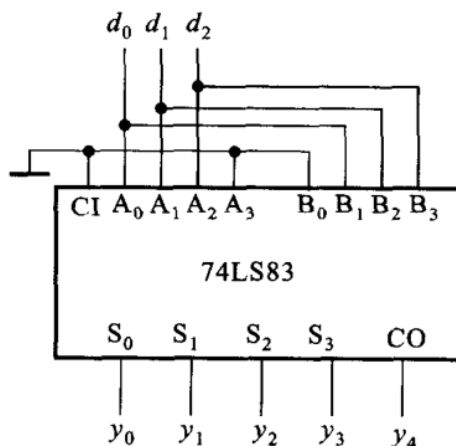 d₀ d₁ d₂
CI A₀ A₁ A₂ A₃ B₀ B₁ B₂ B₃
74LS83
S₀ S₁ S₂ S₃ CO
y₀ y₁ y₂ y₃ y₄